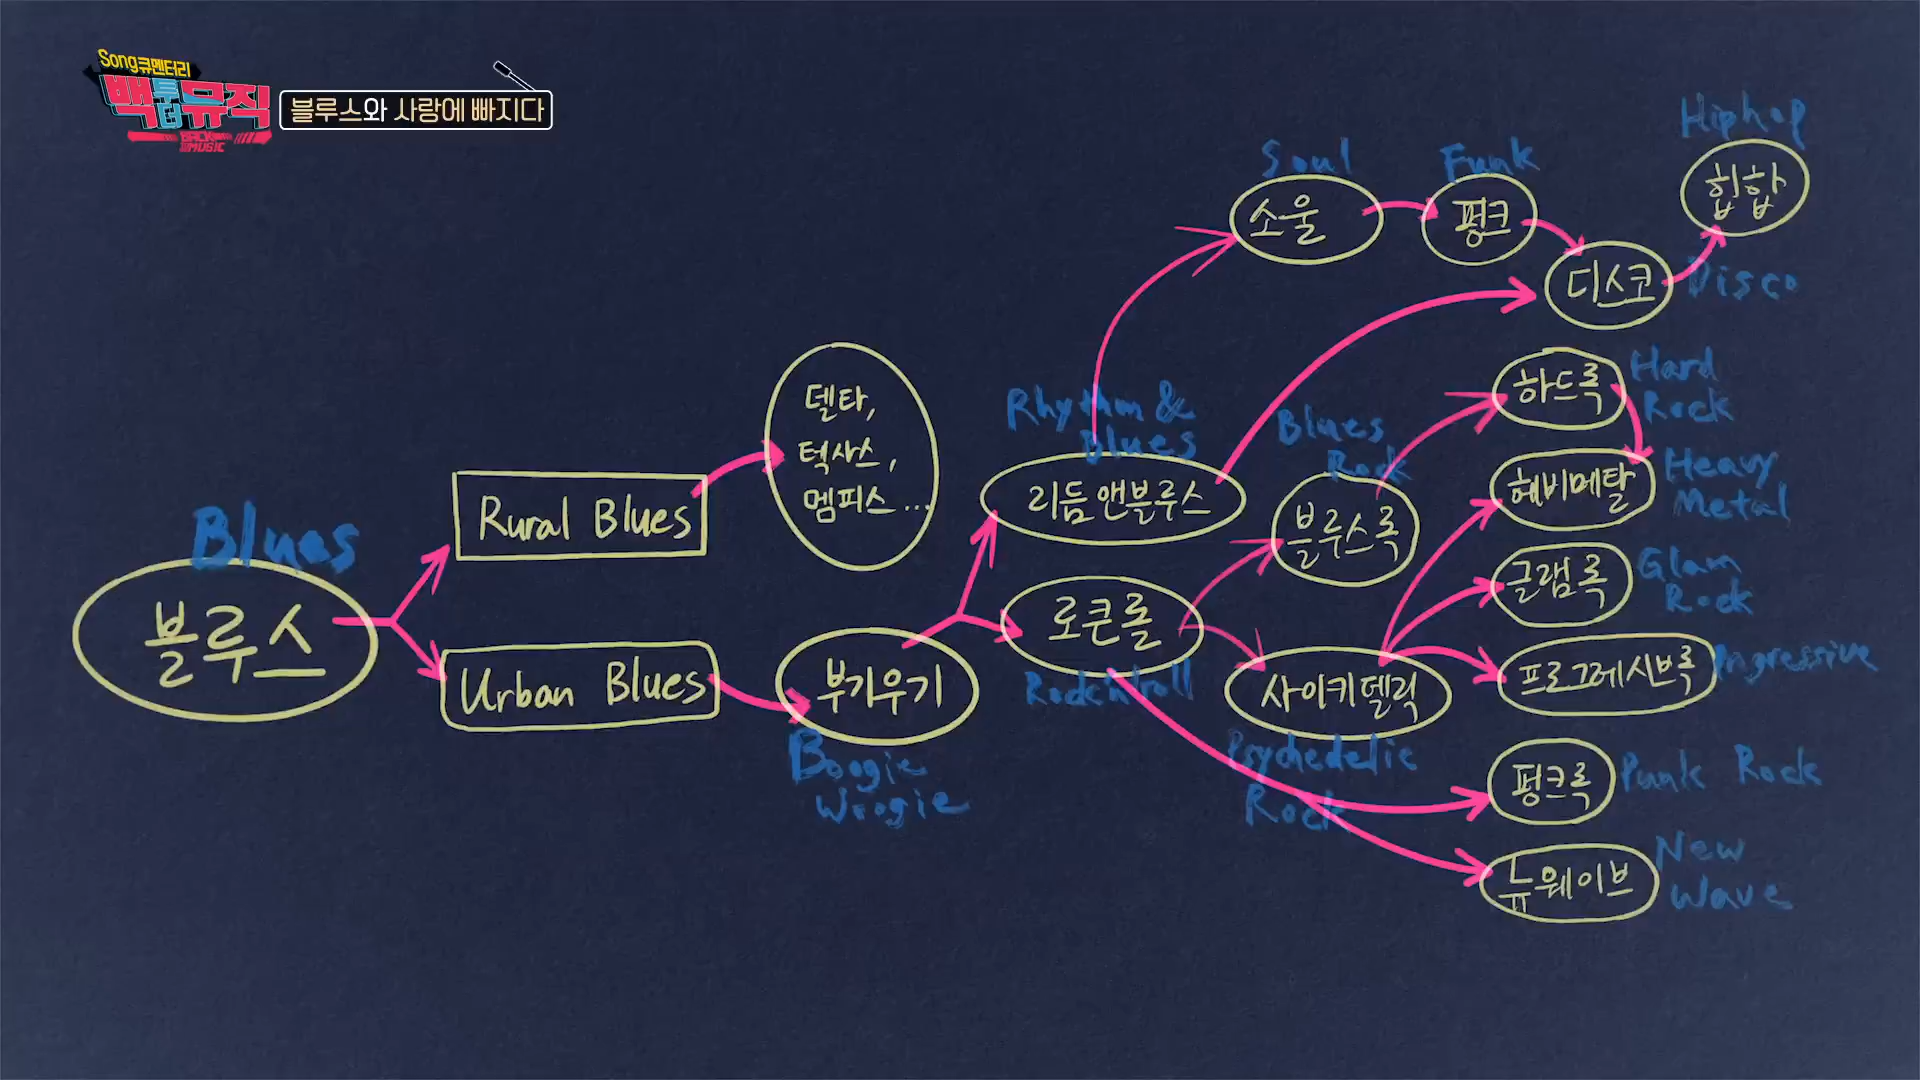 Song큐멘터리
백투더뮤직
BACK TO THE MUSIC
블루스와 사랑에 빠지다
Blues
블루스
Rural Blues
Urban Blues
델타,
텍사스,
멤피스...
부기우기
Boogie
Woogie
Rhythm &
Blues
리듬앤블루스
로큰롤
Rock'n'roll
Soul
소울
Funk
펑크
디스코
Disco
Hiphop
힙합
Blues
Rock
블루스록
사이키델릭
Psychedelic
Rock
하드록
Hard
Rock
헤비메탈
Heavy
Metal
글램록
Glam
Rock
프로그레시브록
펑크록
Punk Rock
뉴웨이브
New
Wave